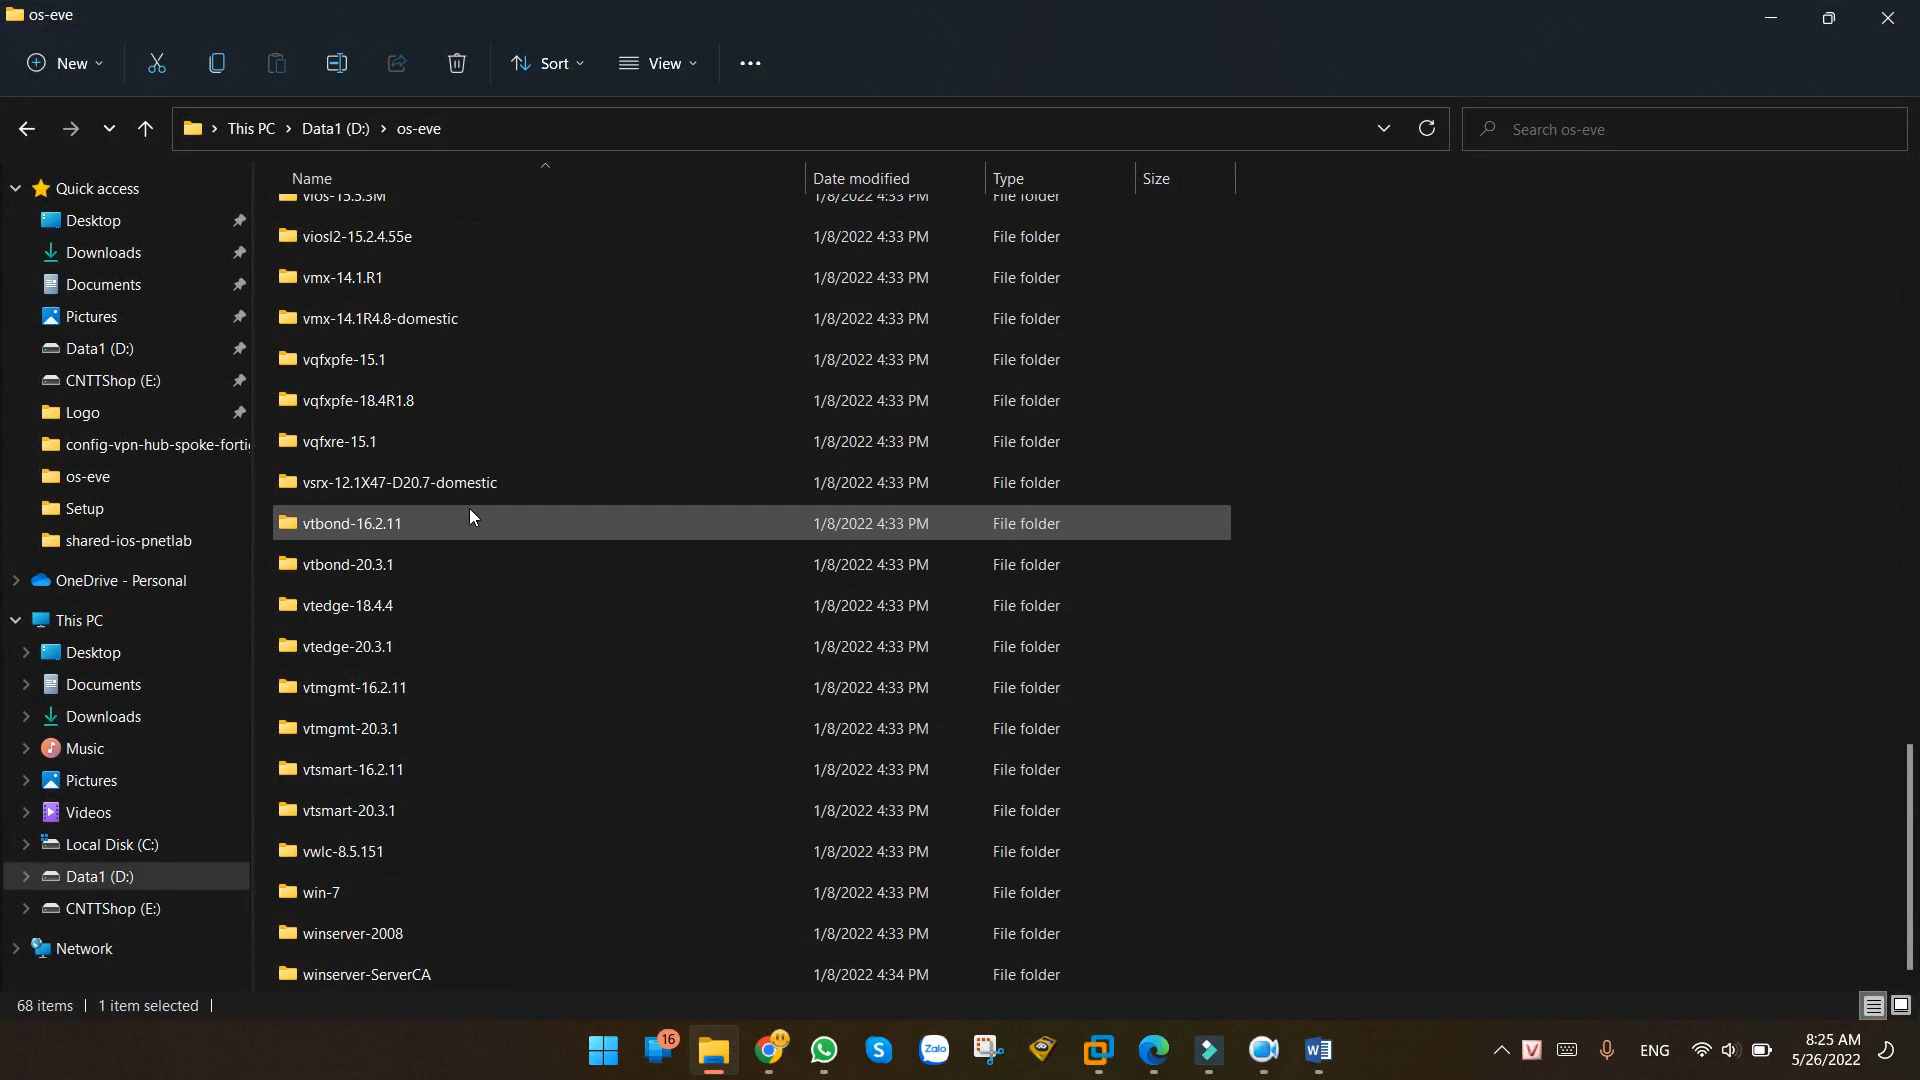 os-eve
New
Sort
View
This PC
Data1 (D:)
os-eve
Search os-eve
Name
Date modified
Type
Size
Quick access
Desktop
Downloads
Documents
Pictures
Data1 (D:)
CNTTShop (E:)
Logo
config-vpn-hub-spoke-forti
os-eve
Setup
shared-ios-pnetlab
OneDrive - Personal
This PC
Desktop
Documents
Downloads
Music
Pictures
Videos
Local Disk (C:)
Data1 (D:)
CNTTShop (E:)
Network
vios-15.5.3M 1/8/2022 4:33 PM File folder
viosl2-15.2.4.55e 1/8/2022 4:33 PM File folder
vmx-14.1.R1 1/8/2022 4:33 PM File folder
vmx-14.1R4.8-domestic 1/8/2022 4:33 PM File folder
vqfxpfe-15.1 1/8/2022 4:33 PM File folder
vqfxpfe-18.4R1.8 1/8/2022 4:33 PM File folder
vqfxre-15.1 1/8/2022 4:33 PM File folder
vsrx-12.1X47-D20.7-domestic 1/8/2022 4:33 PM File folder
vtbond-16.2.11 1/8/2022 4:33 PM File folder
vtbond-20.3.1 1/8/2022 4:33 PM File folder
vtedge-18.4.4 1/8/2022 4:33 PM File folder
vtedge-20.3.1 1/8/2022 4:33 PM File folder
vtmgmt-16.2.11 1/8/2022 4:33 PM File folder
vtmgmt-20.3.1 1/8/2022 4:33 PM File folder
vtsmart-16.2.11 1/8/2022 4:33 PM File folder
vtsmart-20.3.1 1/8/2022 4:33 PM File folder
vwlc-8.5.151 1/8/2022 4:33 PM File folder
win-7 1/8/2022 4:33 PM File folder
winserver-2008 1/8/2022 4:33 PM File folder
winserver-ServerCA 1/8/2022 4:34 PM File folder
68 items
1 item selected
16
Zalo
V
ENG
8:25 AM
5/26/2022